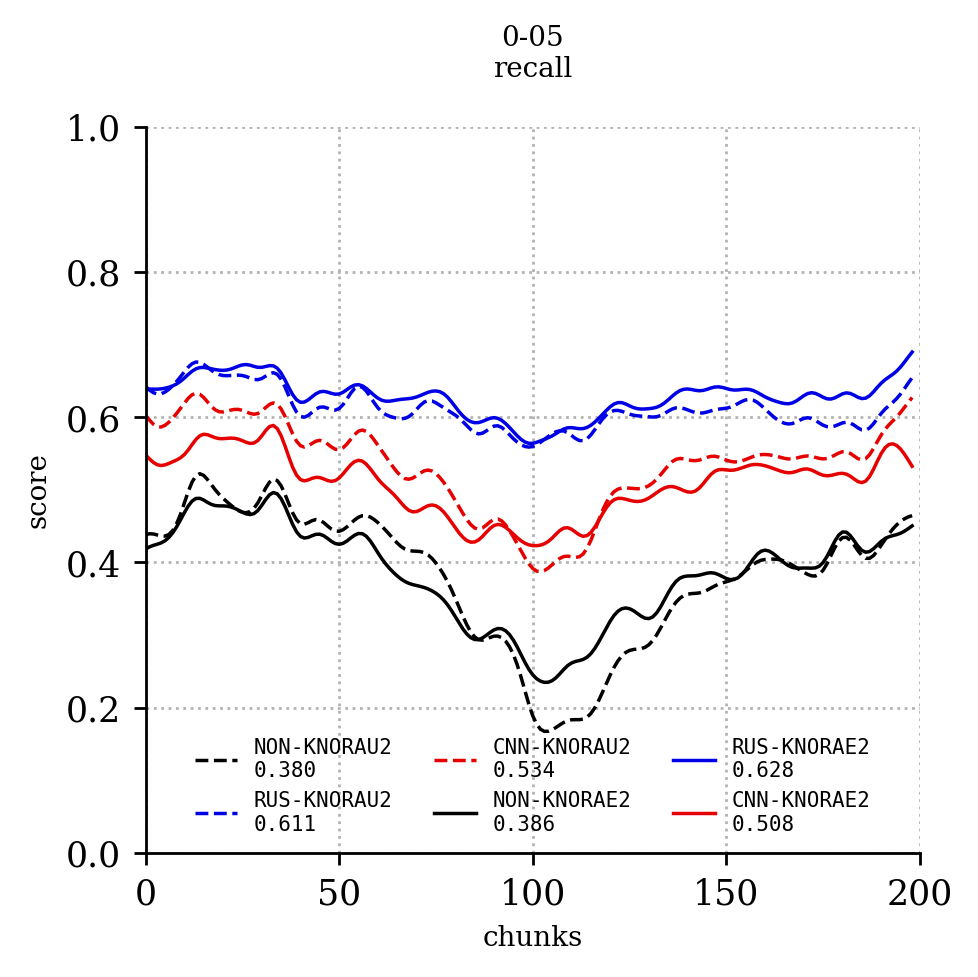 0-05
recall
1.0
0.8
0.6
0.4
0.2
0.0
score
NON-KNORAU2
0.380
CNN-KNORAU2
0.534
RUS-KNORAE2
0.628
RUS-KNORAU2
0.611
NON-KNORAE2
0.386
CNN-KNORAE2
0.508
0 50 100 150 200
chunks